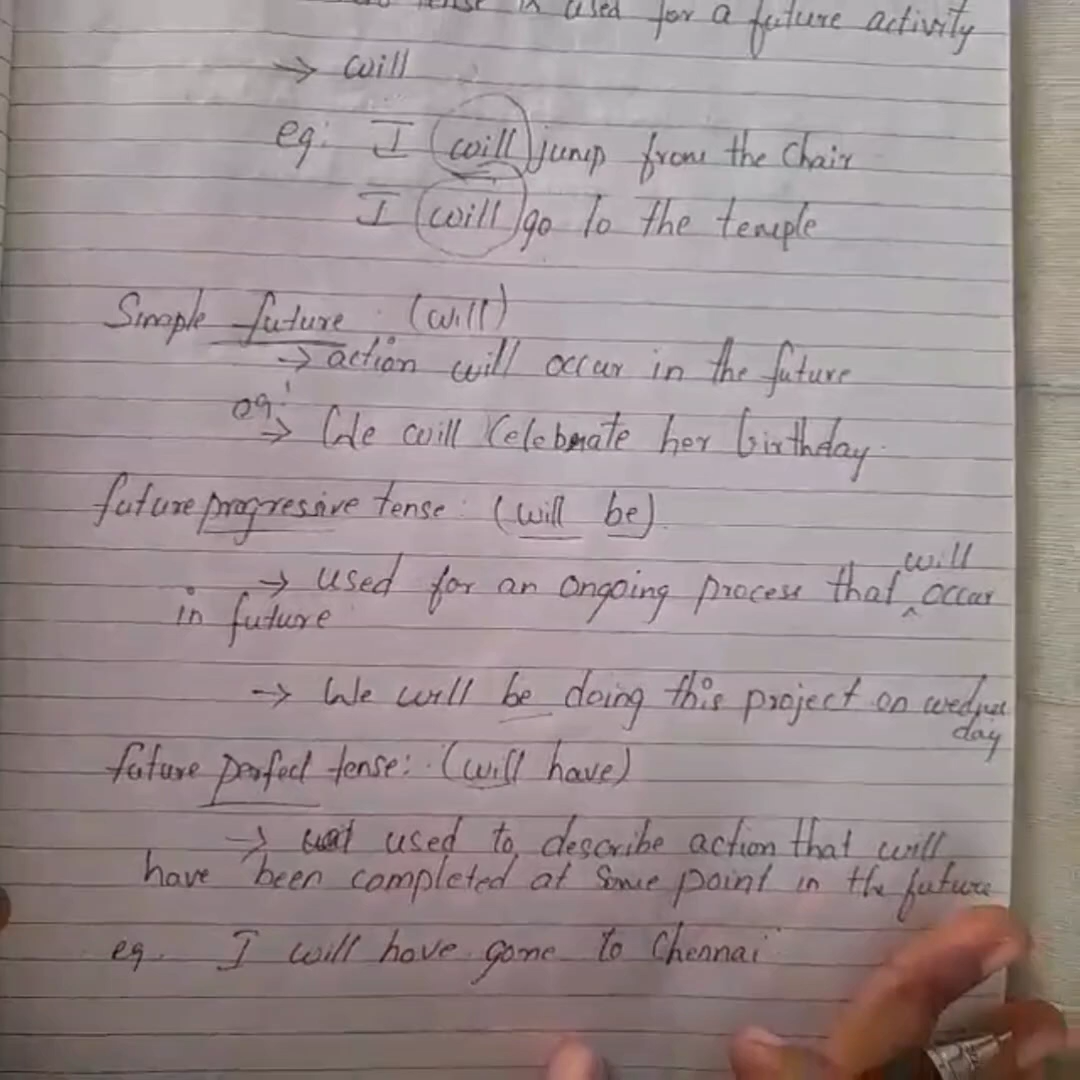 is used for a future activity
→ will
eg: I will jump from the Chair
I will go to the temple
Simple future (will)
→ action will occur in the future
eg:
→ We will Celebrate her birthday.
future progressive tense: (will be)
will
→ used for an ongoing process that ^ occur
in future
→ We will be doing this project on wednes
day
future perfect tense: (will have)
→ used to describe action that will
have been completed at some point in the future
eg. I will have gone to Chennai